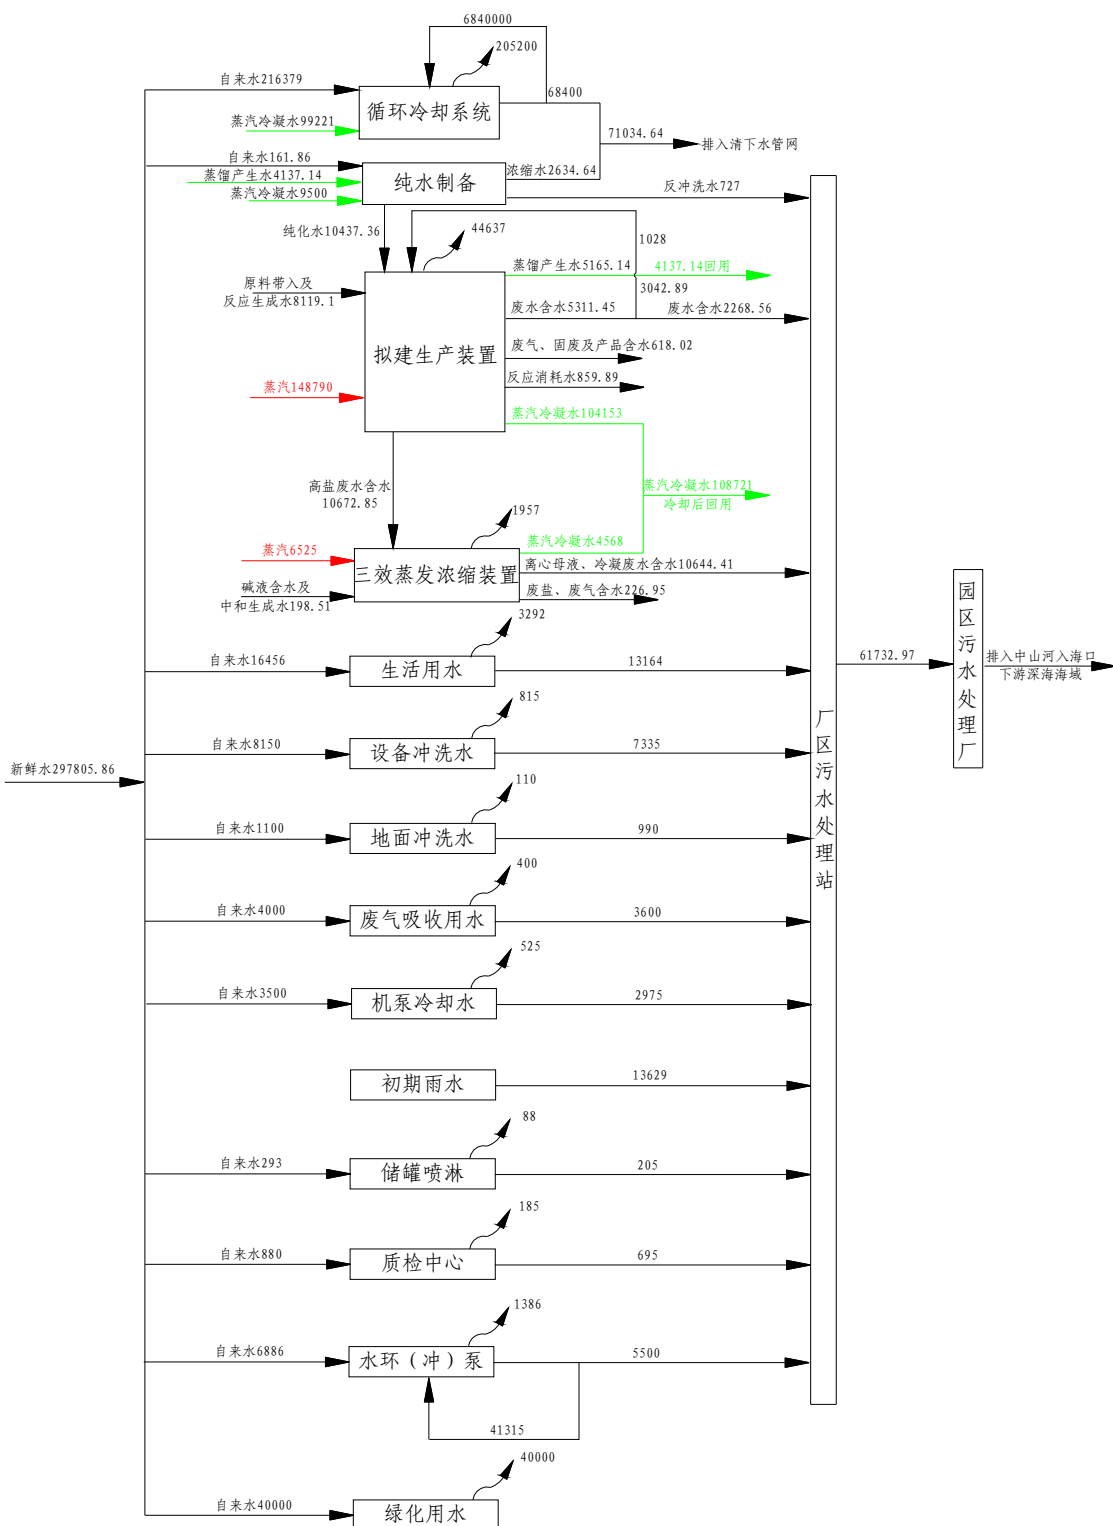 6840000
205200
自来水216379
循环冷却系统
68400
蒸汽冷凝水99221
71034.64
排入清下水管网
自来水161.86
蒸馏产生水4137.14
蒸汽冷凝水9500
纯水制备
浓缩水2634.64
反冲洗水727
纯化水10437.36
44637
1028
蒸馏产生水5165.14
4137.14回用
3042.89
原料带入及
反应生成水8119.1
废水含水5311.45
废水含水2268.56
拟建生产装置
废气、固废及产品含水618.02
反应消耗水859.89
蒸汽148790
蒸汽冷凝水104153
高盐废水含水
10672.85
蒸汽冷凝水108721
冷却后回用
1957
蒸汽冷凝水4568
蒸汽6525
三效蒸发浓缩装置
离心母液、冷凝废水含水10644.41
碱液含水及
中和生成水198.51
废盐、废气含水226.95
3292
自来水16456
生活用水
13164
61732.97
园区污水处理厂
排入中山河入海口
下游深海海域
815
自来水8150
设备冲洗水
7335
厂区污水处理站
新鲜水297805.86
110
自来水1100
地面冲洗水
990
400
自来水4000
废气吸收用水
3600
525
自来水3500
机泵冷却水
2975
初期雨水
13629
88
自来水293
储罐喷淋
205
185
自来水880
质检中心
695
1386
自来水6886
水环（冲）泵
5500
41315
40000
自来水40000
绿化用水